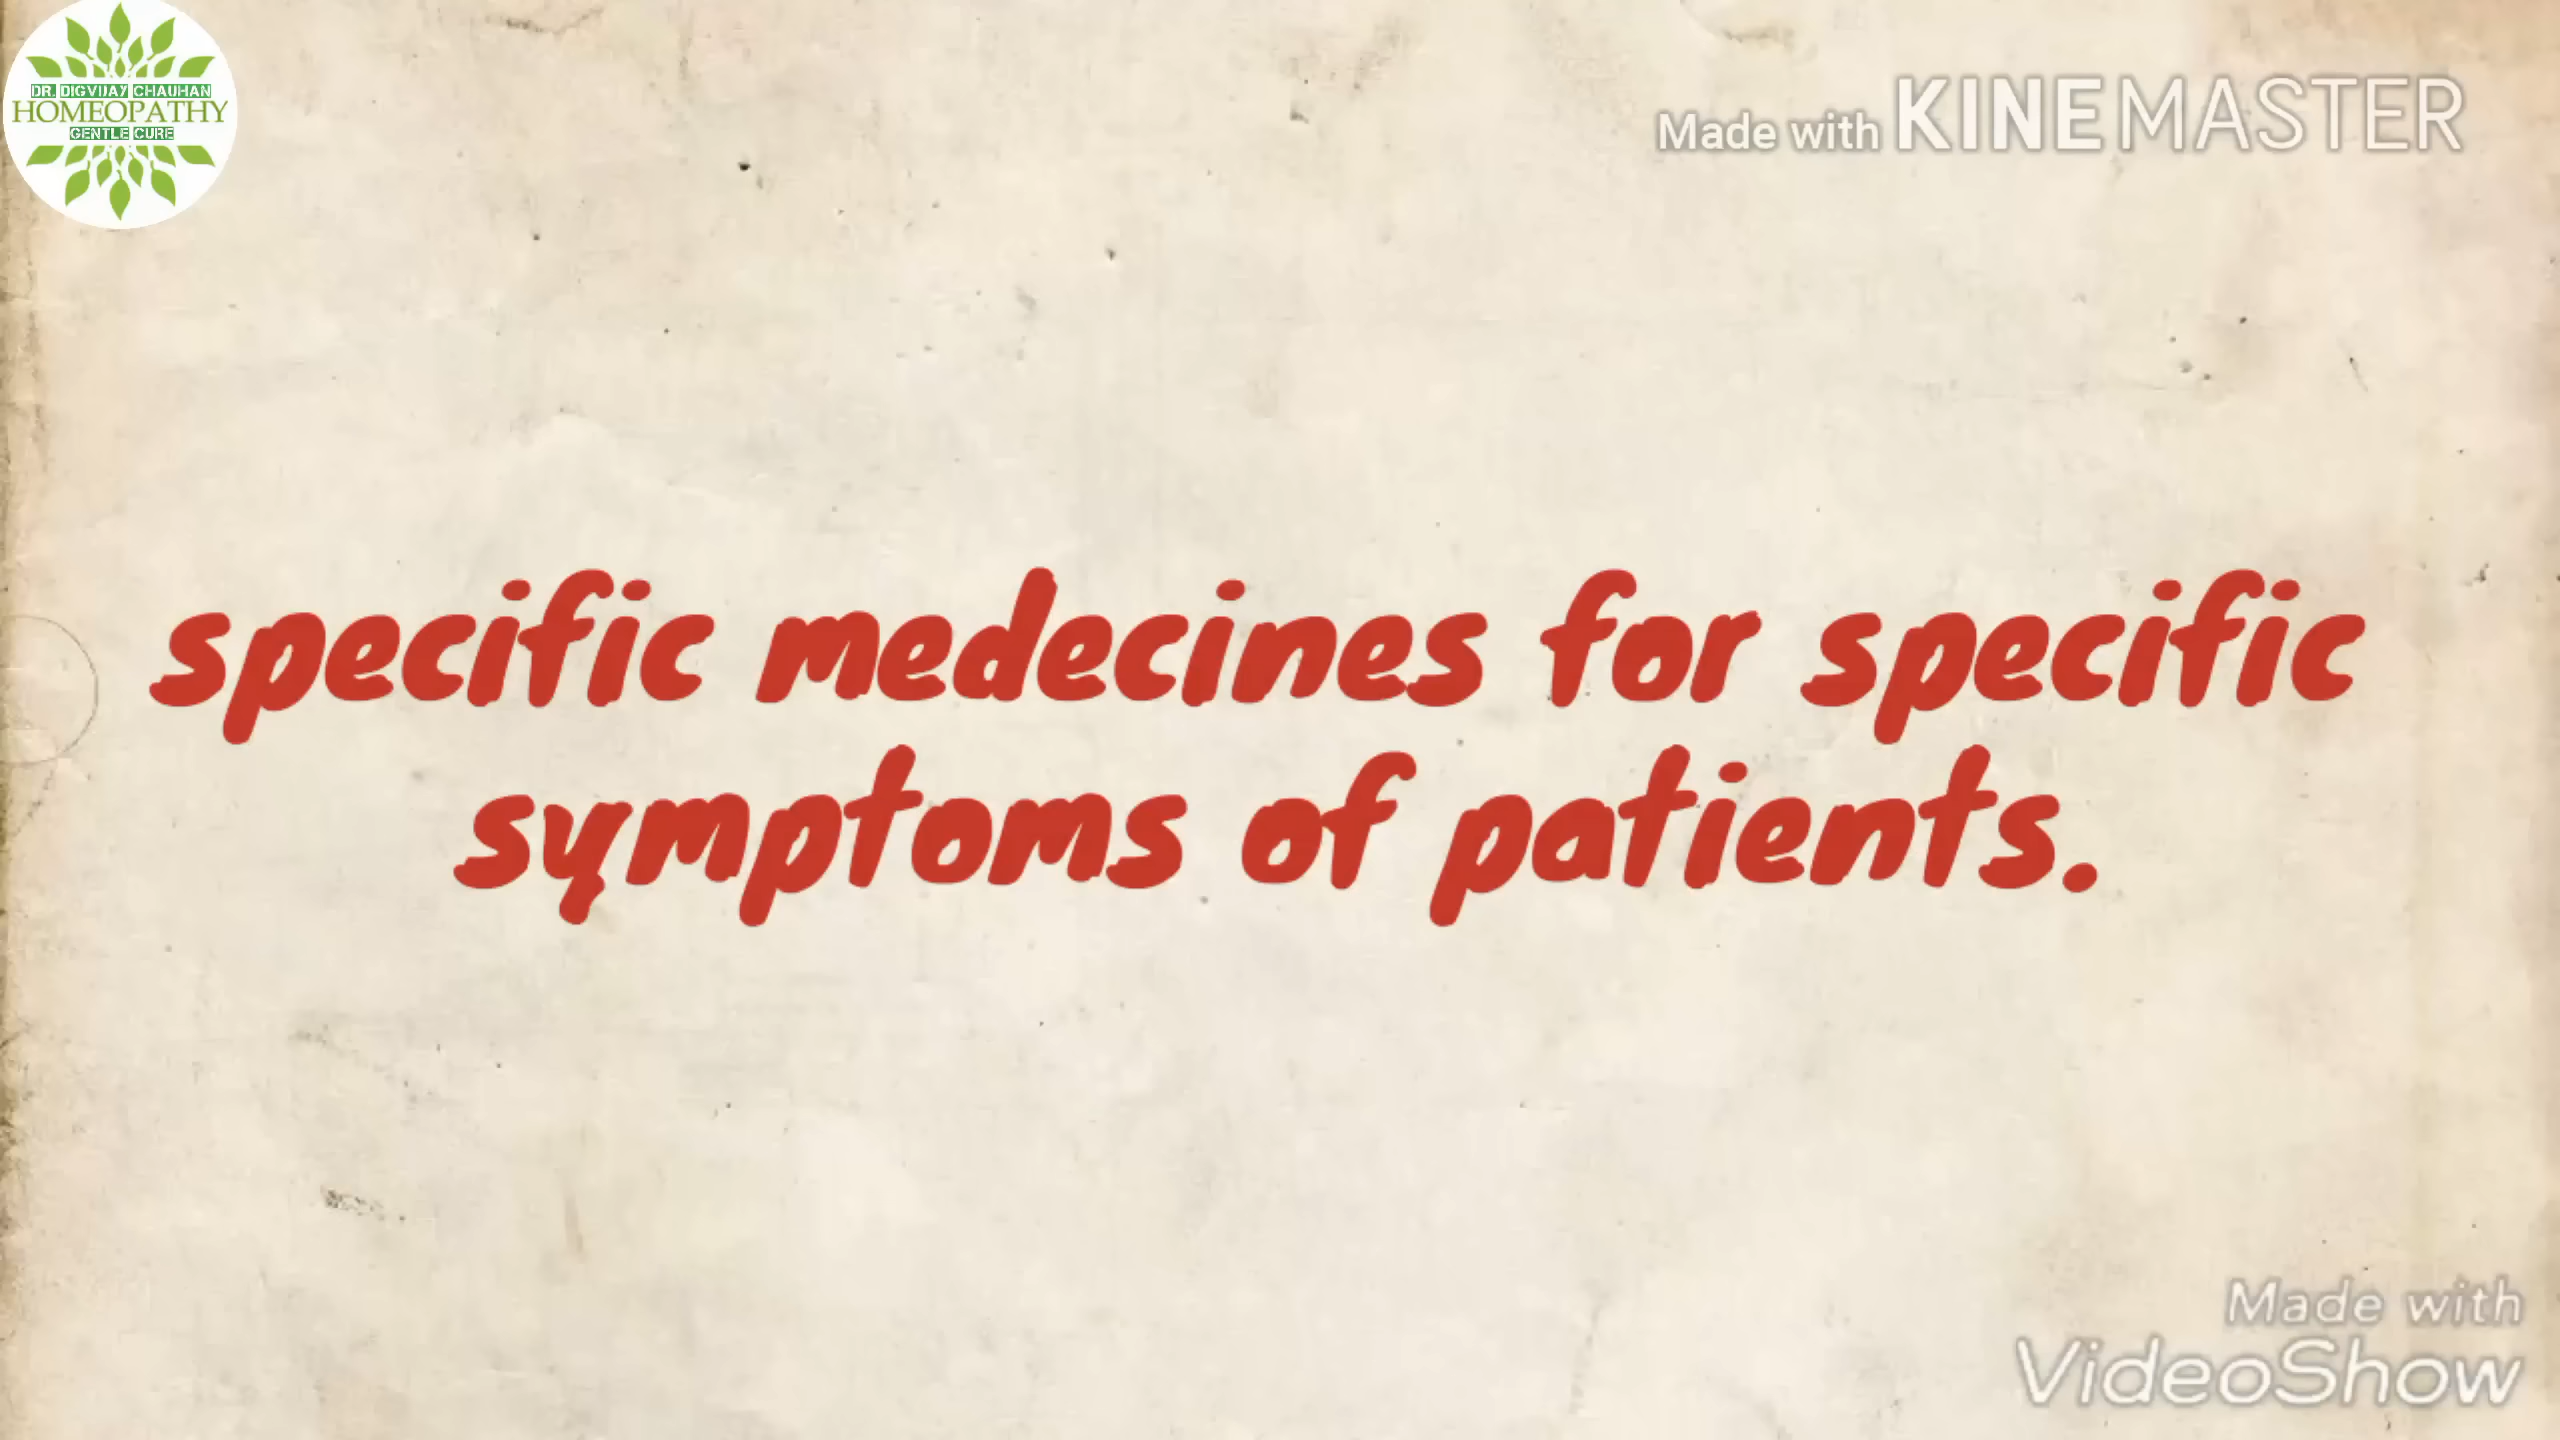 DR. DIGVIJAY CHAUHAN
HOMEOPATHY
GENTLE CURE
Made with KINEMASTER
specific medecines for specific
symptoms of patients.
Made with
VideoShow